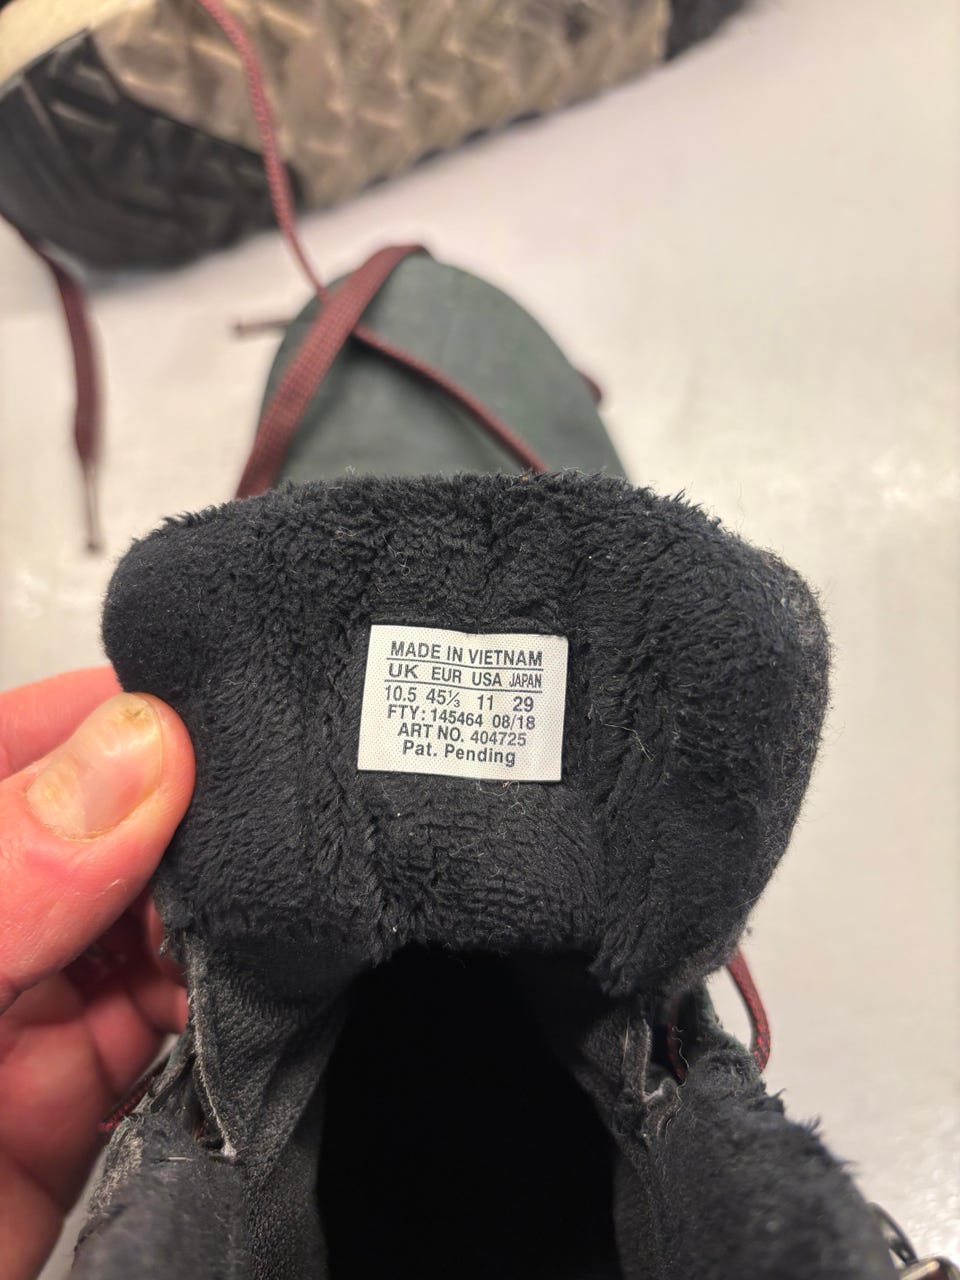 MADE IN VIETNAM
UK EUR USA JAPAN
10.5 45⅓ 11 29
FTY: 145464 08/18
ART NO. 404725
Pat. Pending